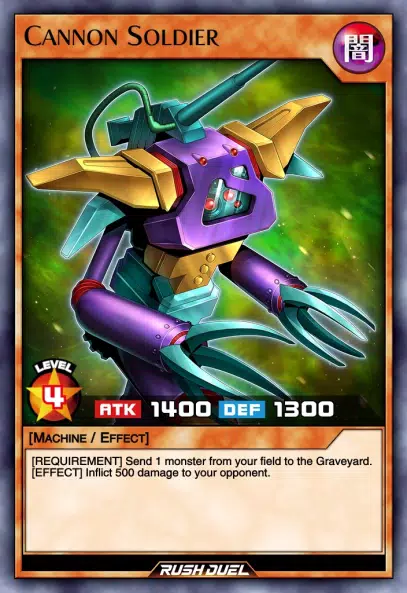 CANNON SOLDIER
闇
LEVEL
4
ATK 1400 DEF 1300
[MACHINE / EFFECT]
[REQUIREMENT] Send 1 monster from your field to the Graveyard.
[EFFECT] Inflict 500 damage to your opponent.
RUSH DUEL